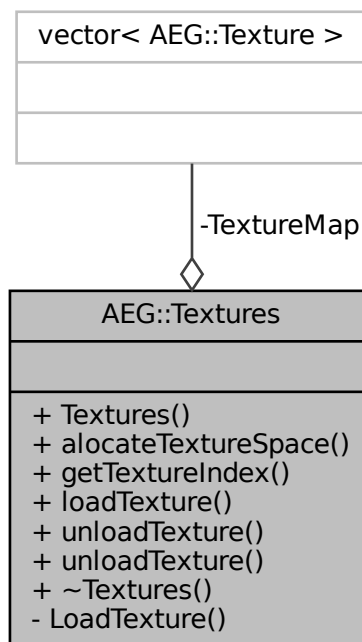 vector< AEG::Texture >
-TextureMap
AEG::Textures
+ Textures()
+ alocateTextureSpace()
+ getTextureIndex()
+ loadTexture()
+ unloadTexture()
+ unloadTexture()
+ ~Textures()
- LoadTexture()